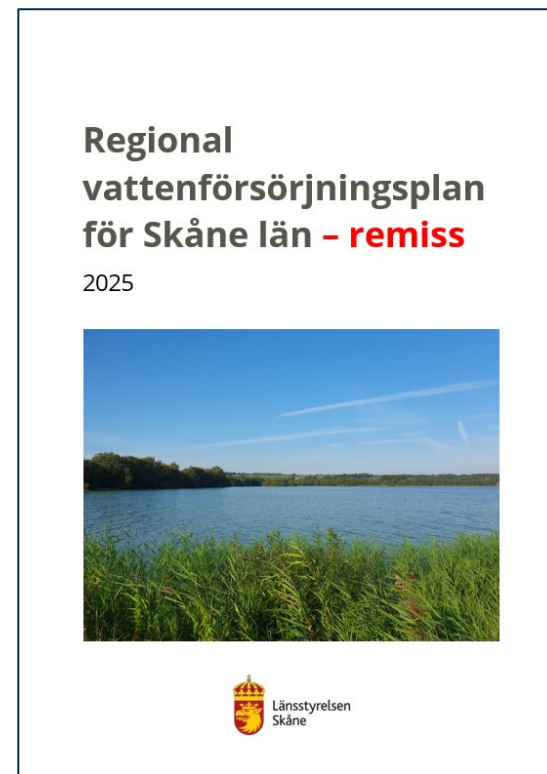 Regional
vattenförsörjningsplan
för Skåne län – remiss
2025
Länsstyrelsen
Skåne